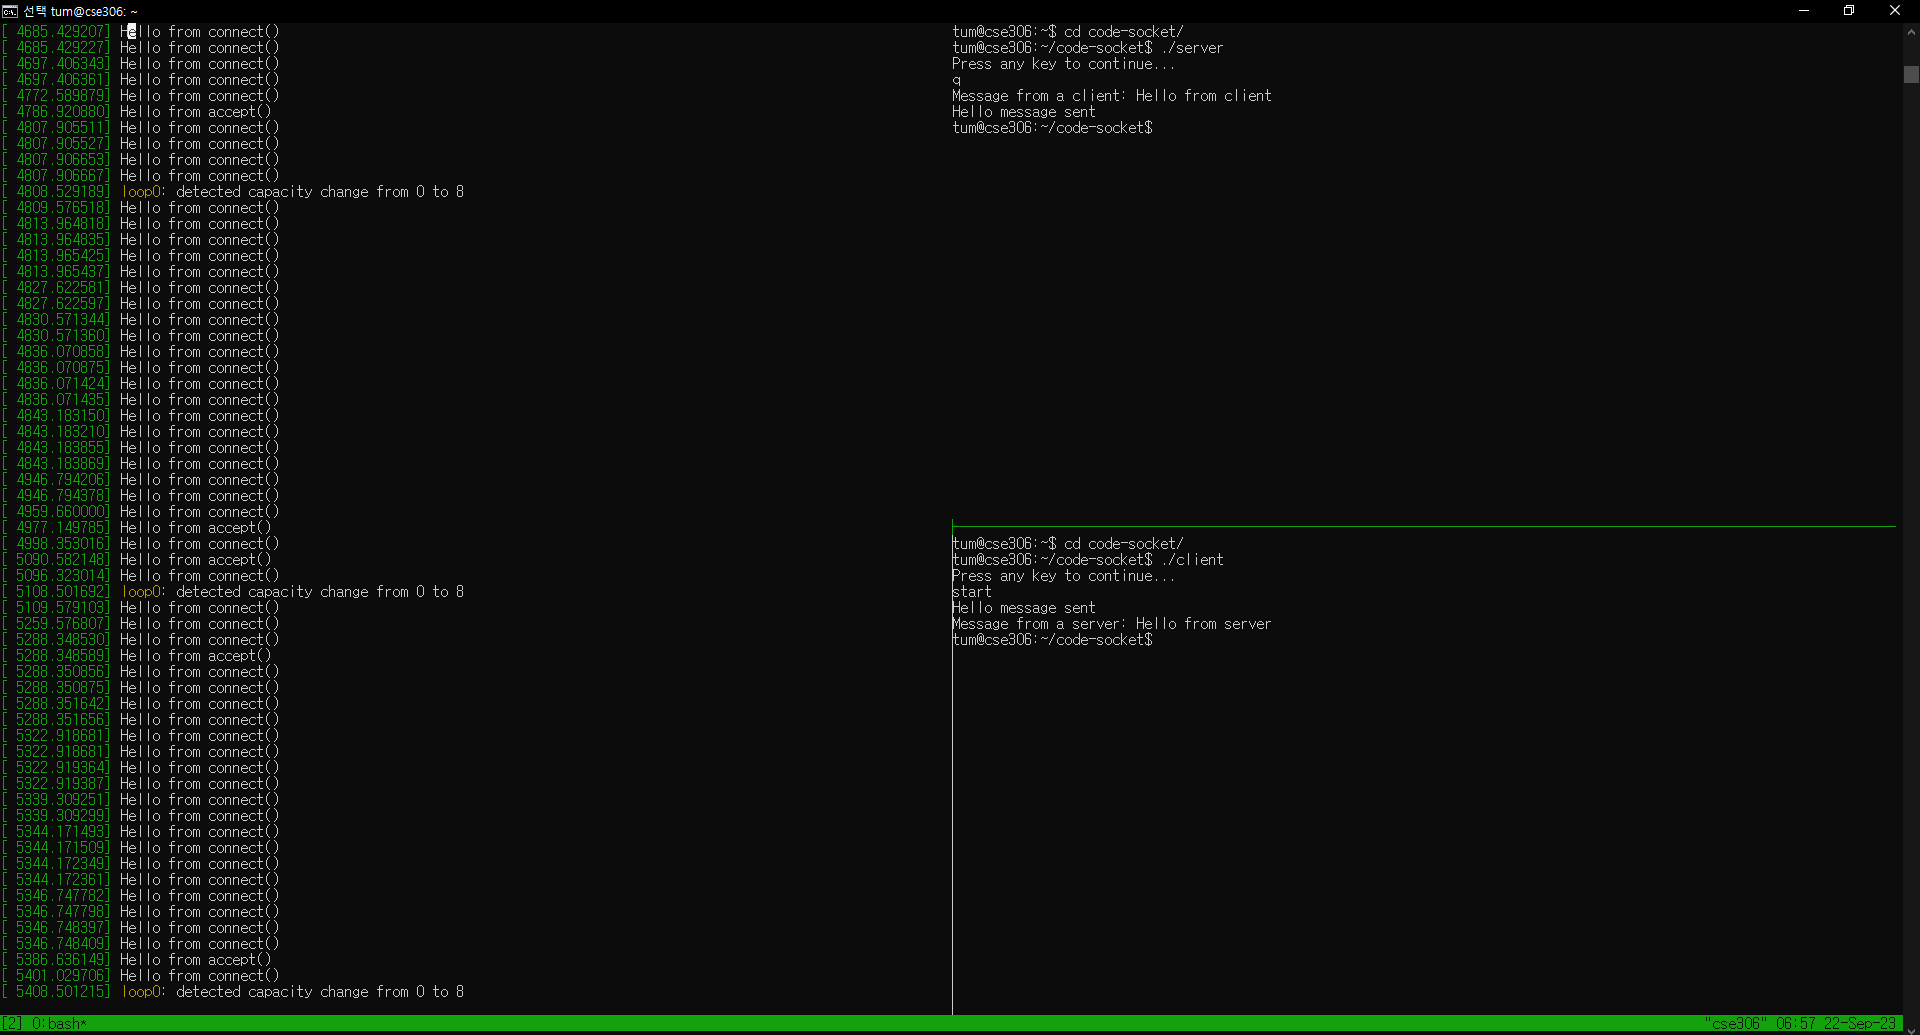 선택 tum@cse306: ~
[ 4685.429207] Hello from connect()
[ 4685.429227] Hello from connect()
[ 4697.406343] Hello from connect()
[ 4697.406361] Hello from connect()
[ 4772.589879] Hello from connect()
[ 4786.920880] Hello from accept()
[ 4807.905511] Hello from connect()
[ 4807.905527] Hello from connect()
[ 4807.906653] Hello from connect()
[ 4807.906667] Hello from connect()
[ 4808.529189] loop0: detected capacity change from 0 to 8
[ 4809.576518] Hello from connect()
[ 4813.964818] Hello from connect()
[ 4813.964835] Hello from connect()
[ 4813.965425] Hello from connect()
[ 4813.965437] Hello from connect()
[ 4827.622581] Hello from connect()
[ 4827.622597] Hello from connect()
[ 4830.571344] Hello from connect()
[ 4830.571360] Hello from connect()
[ 4836.070858] Hello from connect()
[ 4836.070875] Hello from connect()
[ 4836.071424] Hello from connect()
[ 4836.071435] Hello from connect()
[ 4843.183150] Hello from connect()
[ 4843.183210] Hello from connect()
[ 4843.183855] Hello from connect()
[ 4843.183869] Hello from connect()
[ 4946.794206] Hello from connect()
[ 4946.794378] Hello from connect()
[ 4959.660000] Hello from connect()
[ 4977.149785] Hello from accept()
[ 4998.353016] Hello from connect()
[ 5090.582148] Hello from accept()
[ 5096.323014] Hello from connect()
[ 5108.501692] loop0: detected capacity change from 0 to 8
[ 5109.579103] Hello from connect()
[ 5259.576807] Hello from connect()
[ 5288.348530] Hello from connect()
[ 5288.348589] Hello from accept()
[ 5288.350856] Hello from connect()
[ 5288.350875] Hello from connect()
[ 5288.351642] Hello from connect()
[ 5288.351656] Hello from connect()
[ 5322.918681] Hello from connect()
[ 5322.918681] Hello from connect()
[ 5322.919364] Hello from connect()
[ 5322.919387] Hello from connect()
[ 5339.309251] Hello from connect()
[ 5339.309299] Hello from connect()
[ 5344.171493] Hello from connect()
[ 5344.171509] Hello from connect()
[ 5344.172349] Hello from connect()
[ 5344.172361] Hello from connect()
[ 5346.747782] Hello from connect()
[ 5346.747798] Hello from connect()
[ 5346.748397] Hello from connect()
[ 5346.748409] Hello from connect()
[ 5386.636149] Hello from accept()
[ 5401.029706] Hello from connect()
[ 5408.501215] loop0: detected capacity change from 0 to 8
tum@cse306:~$ cd code-socket/
tum@cse306:~/code-socket$ ./server
Press any key to continue...
q
Message from a client: Hello from client
Hello message sent
tum@cse306:~/code-socket$
tum@cse306:~$ cd code-socket/
tum@cse306:~/code-socket$ ./client
Press any key to continue...
start
Hello message sent
Message from a server: Hello from server
tum@cse306:~/code-socket$
[2] 0:bash*
"cse306" 06:57 22-Sep-23